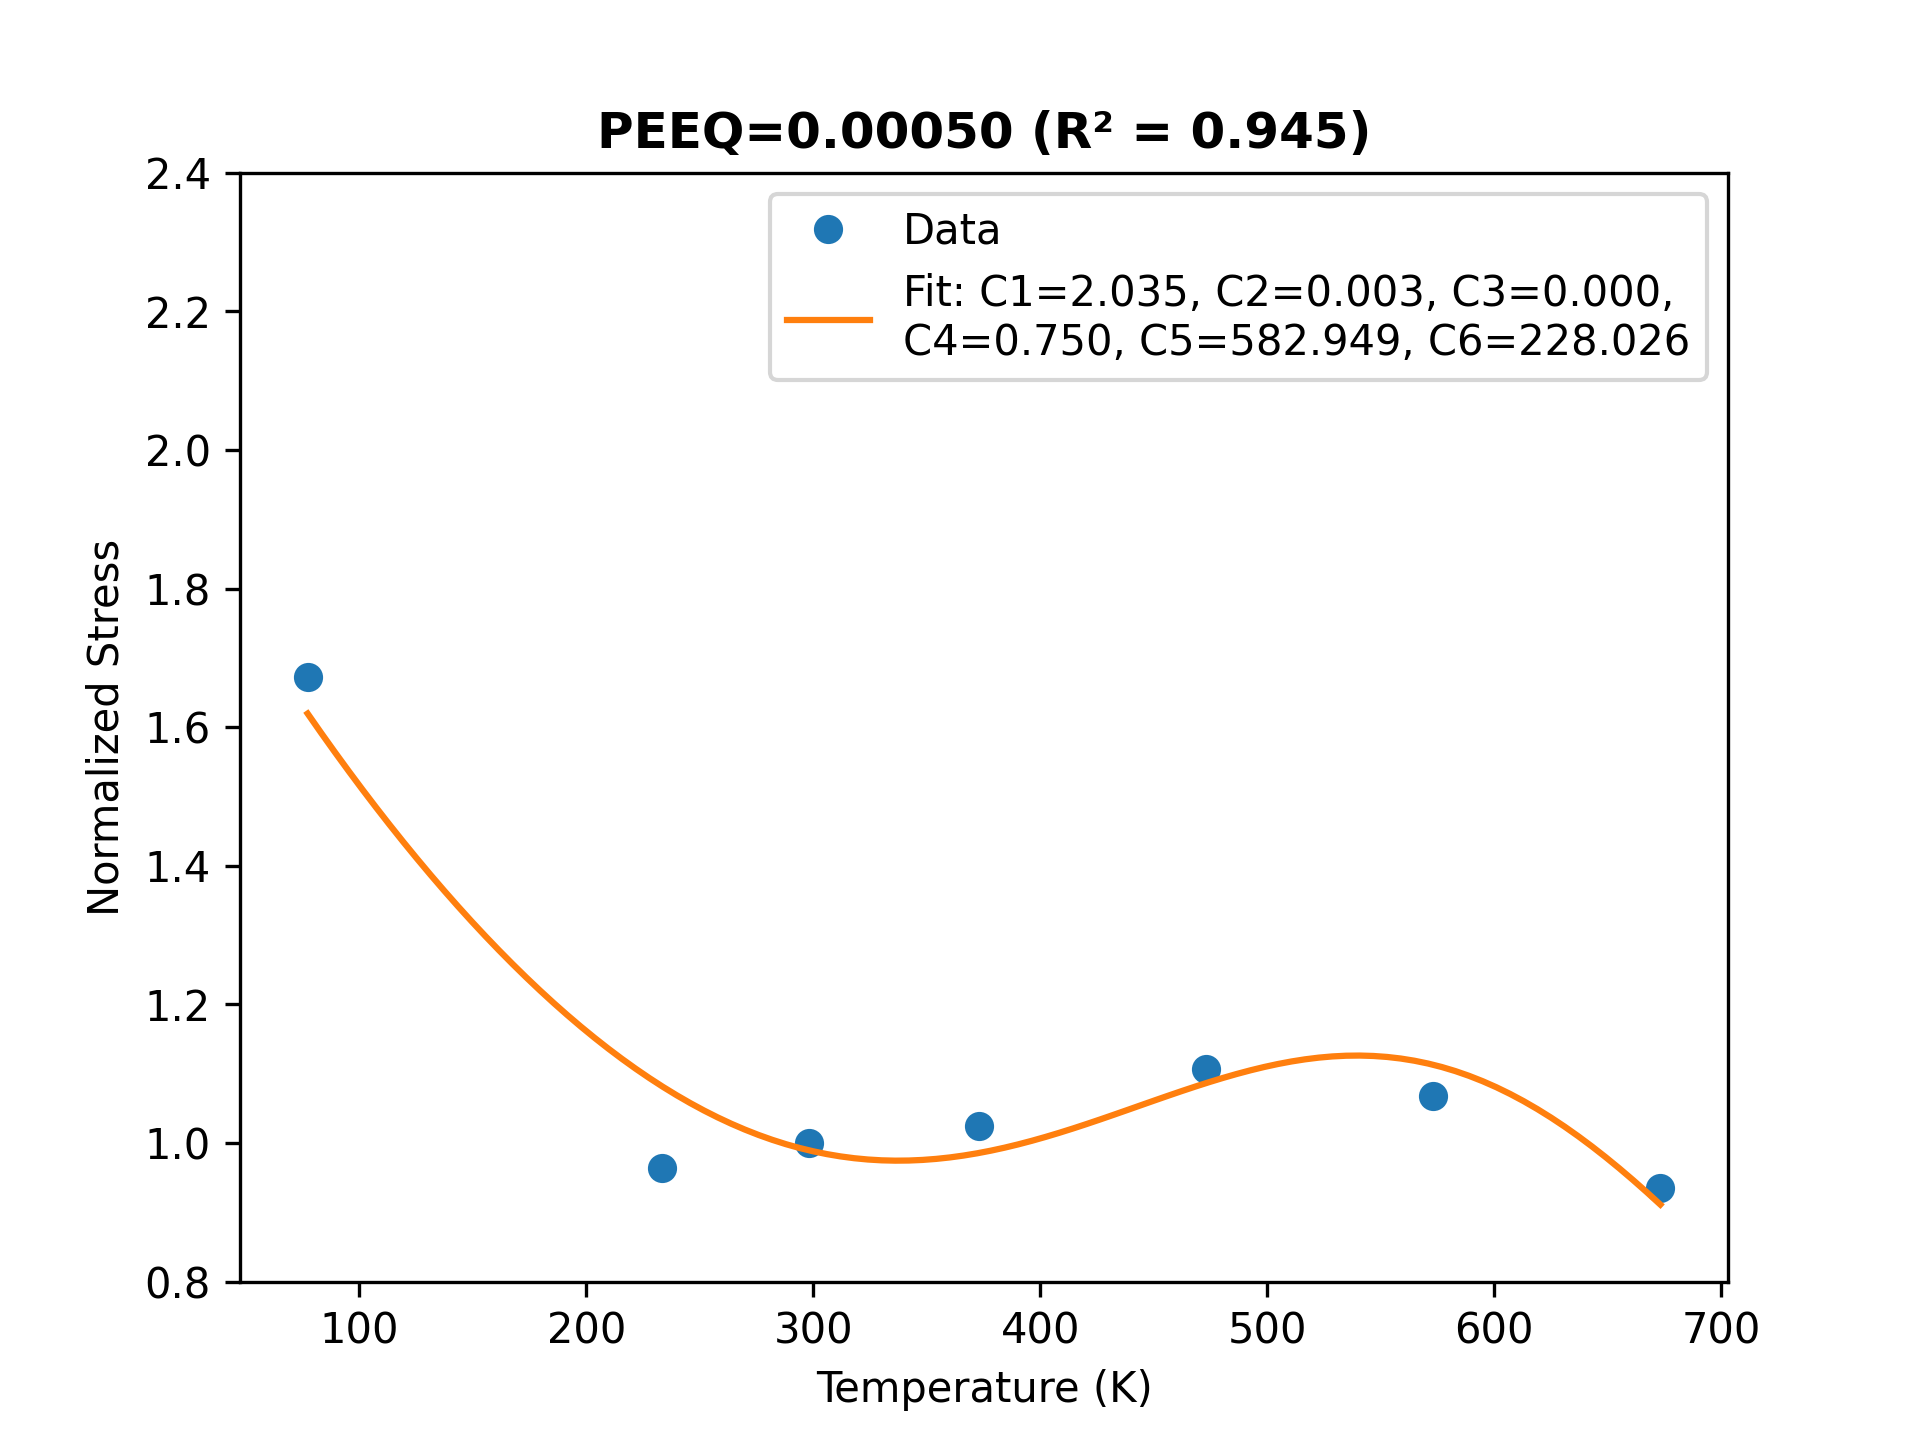 PEEQ=0.00050 (R² = 0.945)
2.4
2.2
2.0
1.8
1.6
1.4
1.2
1.0
0.8
Normalized Stress
Data
Fit: C1=2.035, C2=0.003, C3=0.000,
C4=0.750, C5=582.949, C6=228.026
100 200 300 400 500 600 700
Temperature (K)